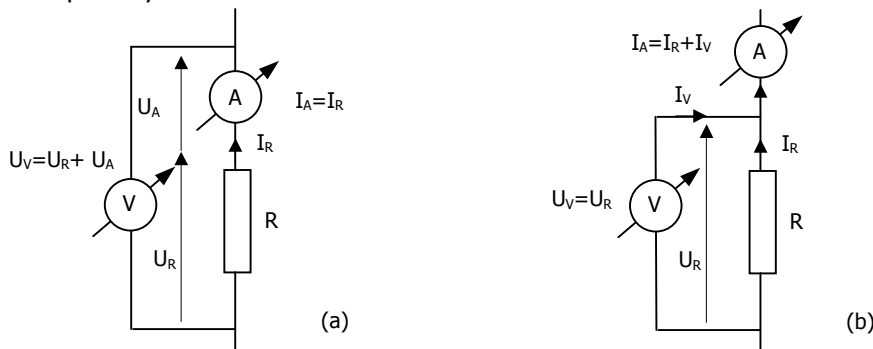 I_A=I_R+I_V
A
U_A
A
I_A=I_R
I_V
I_R
I_R
U_V=U_R+ U_A
V
U_V=U_R
V
R
R
U_R
U_R
(a)
(b)